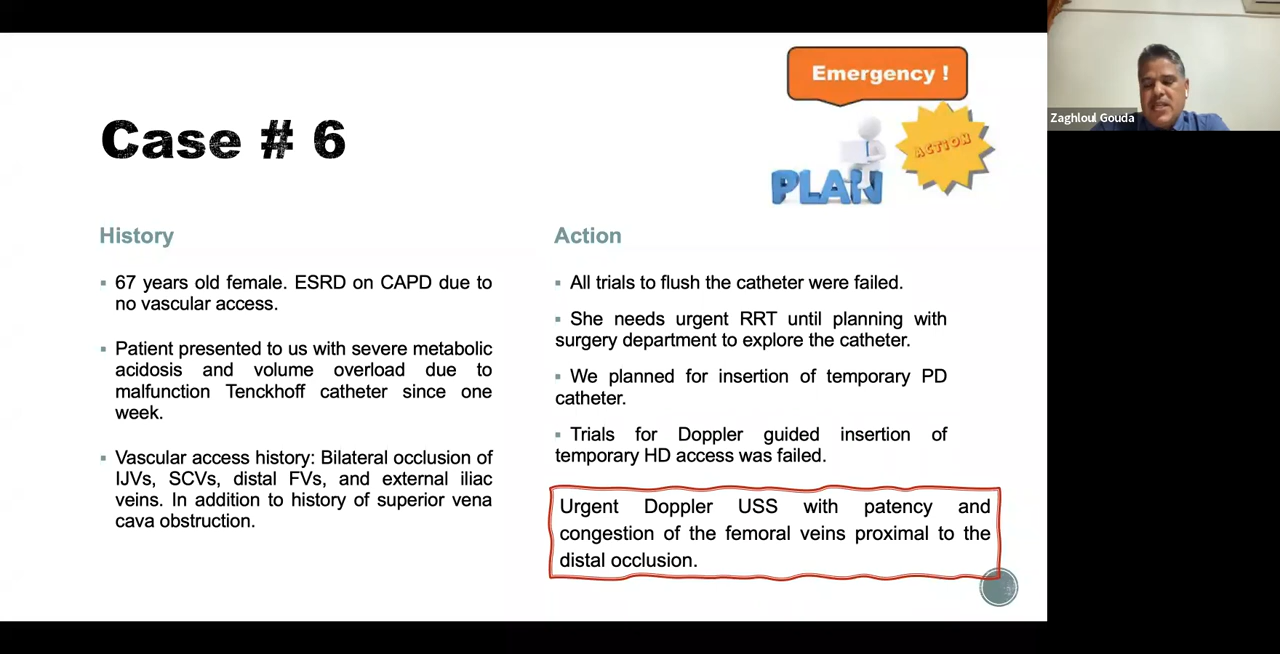 Emergency !
Zaghloul Gouda
Case # 6
ACTION
PLAN
History
▪ 67 years old female. ESRD on CAPD due to
no vascular access.
▪ Patient presented to us with severe metabolic
acidosis and volume overload due to
malfunction Tenckhoff catheter since one
week.
▪ Vascular access history: Bilateral occlusion of
IJVs, SCVs, distal FVs, and external iliac
veins. In addition to history of superior vena
cava obstruction.
Action
▪ All trials to flush the catheter were failed.
▪ She needs urgent RRT until planning with
surgery department to explore the catheter.
▪ We planned for insertion of temporary PD
catheter.
▪ Trials for Doppler guided insertion of
temporary HD access was failed.
Urgent Doppler USS with patency and
congestion of the femoral veins proximal to the
distal occlusion.